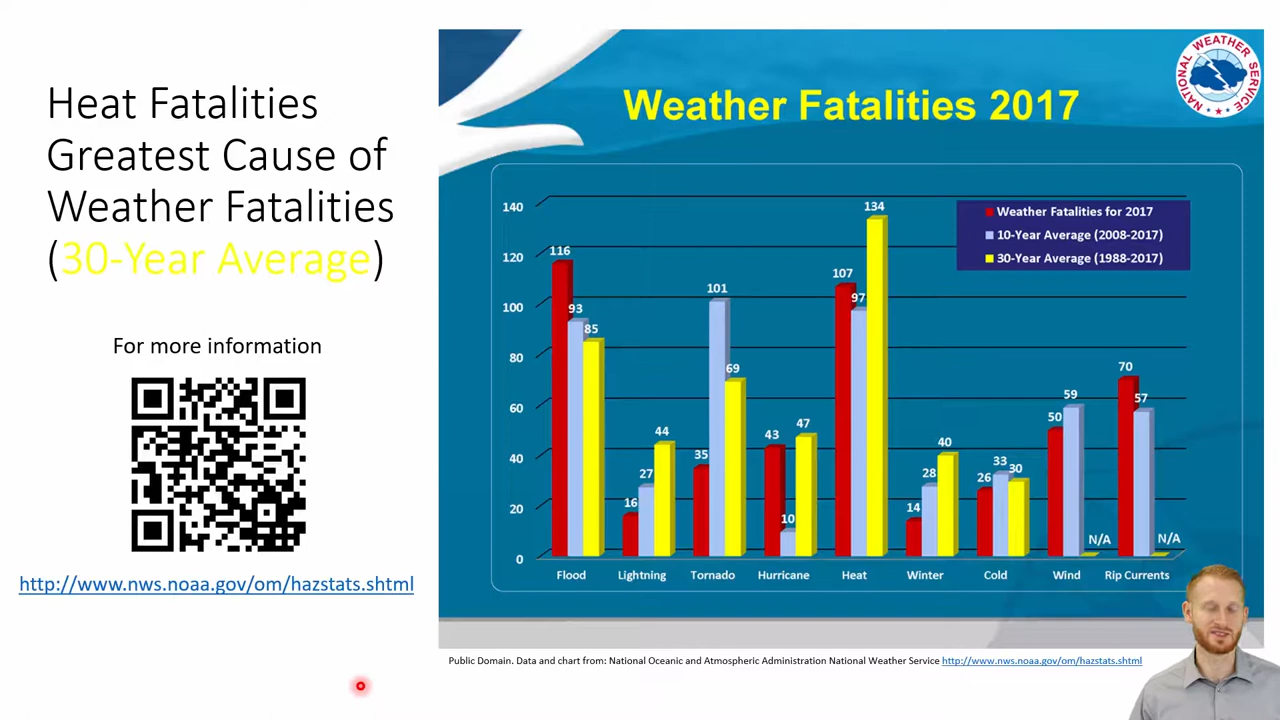 Heat Fatalities
Greatest Cause of
Weather Fatalities
(30-Year Average)
For more information
http://www.nws.noaa.gov/om/hazstats.shtml
NATIONAL WEATHER SERVICE
Weather Fatalities 2017
Weather Fatalities for 2017
10-Year Average (2008-2017)
30-Year Average (1988-2017)
140
120
100
80
60
40
20
0
116
93
85
16
27
44
35
101
69
43
10
47
107
97
134
14
28
40
26
33
30
50
59
N/A
70
57
N/A
Flood
Lightning
Tornado
Hurricane
Heat
Winter
Cold
Wind
Rip Currents
Public Domain. Data and chart from: National Oceanic and Atmospheric Administration National Weather Service http://www.nws.noaa.gov/om/hazstats.shtml